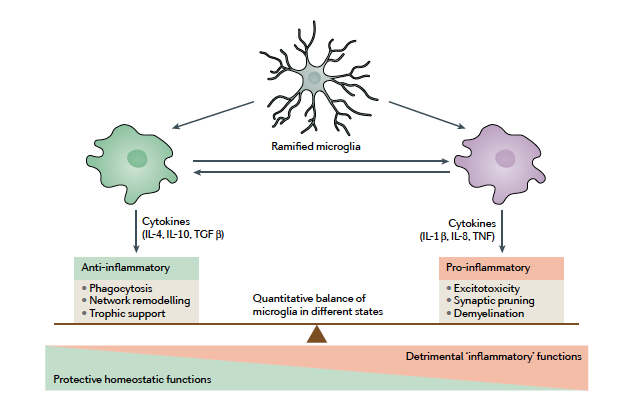 Ramified microglia
Cytokines
(IL-4, IL-10, TGF β)
Cytokines
(IL-1 β, IL-8, TNF)
Anti-inflammatory
• Phagocytosis
• Network remodelling
• Trophic support
Pro-inflammatory
• Excitotoxicity
• Synaptic pruning
• Demyelination
Quantitative balance of
microglia in different states
Detrimental ‘inflammatory’ functions
Protective homeostatic functions